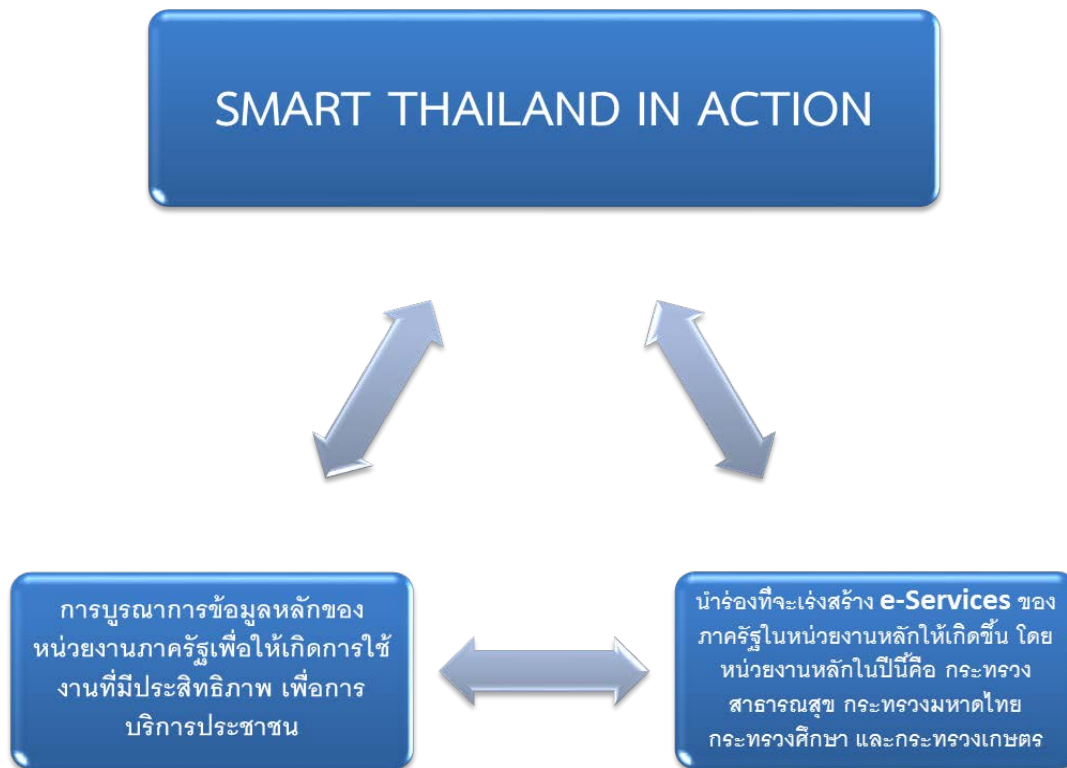 SMART THAILAND IN ACTION
การบูรณาการข้อมูลหลักของ
หน่วยงานภาครัฐเพื่อให้เกิดการใช้
งานที่มีประสิทธิภาพ เพื่อการ
บริการประชาชน
นำร่องที่จะเร่งสร้าง e-Services ของ
ภาครัฐในหน่วยงานหลักให้เกิดขึ้น โดย
หน่วยงานหลักในปีนี้คือ กระทรวง
สาธารณสุข กระทรวงมหาดไทย
กระทรวงศึกษา และกระทรวงเกษตร